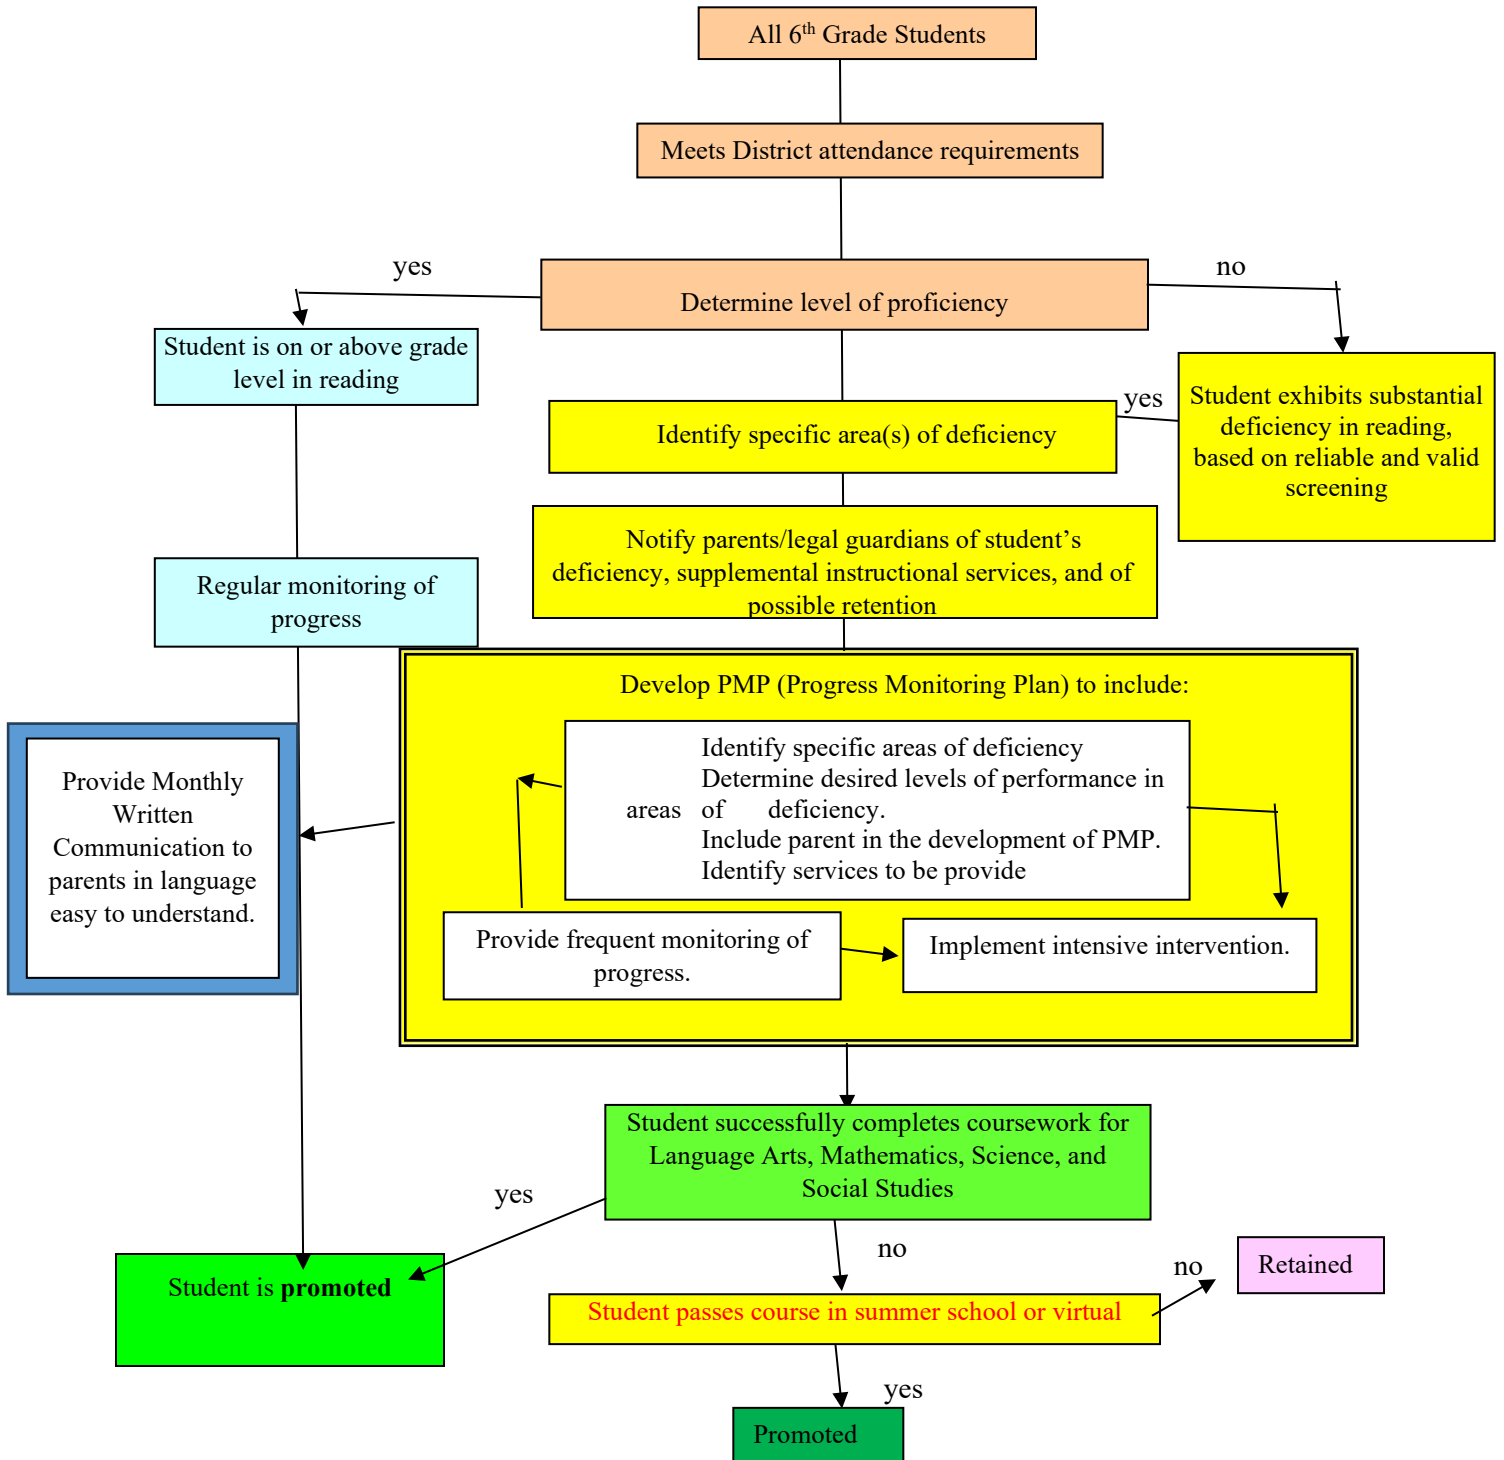 All 6th Grade Students
Meets District attendance requirements
yes
no
Determine level of proficiency
Student is on or above grade
level in reading
yes
Student exhibits substantial
deficiency in reading,
based on reliable and valid
screening
Identify specific area(s) of deficiency
Notify parents/legal guardians of student’s
deficiency, supplemental instructional services, and of
possible retention
Regular monitoring of
progress
Develop PMP (Progress Monitoring Plan) to include:
Identify specific areas of deficiency
Determine desired levels of performance in
areas of deficiency.
Include parent in the development of PMP.
Identify services to be provide
Provide Monthly
Written
Communication to
parents in language
easy to understand.
Provide frequent monitoring of
progress.
Implement intensive intervention.
Student successfully completes coursework for
Language Arts, Mathematics, Science, and
Social Studies
yes
no
no
Retained
Student is promoted
Student passes course in summer school or virtual
yes
Promoted